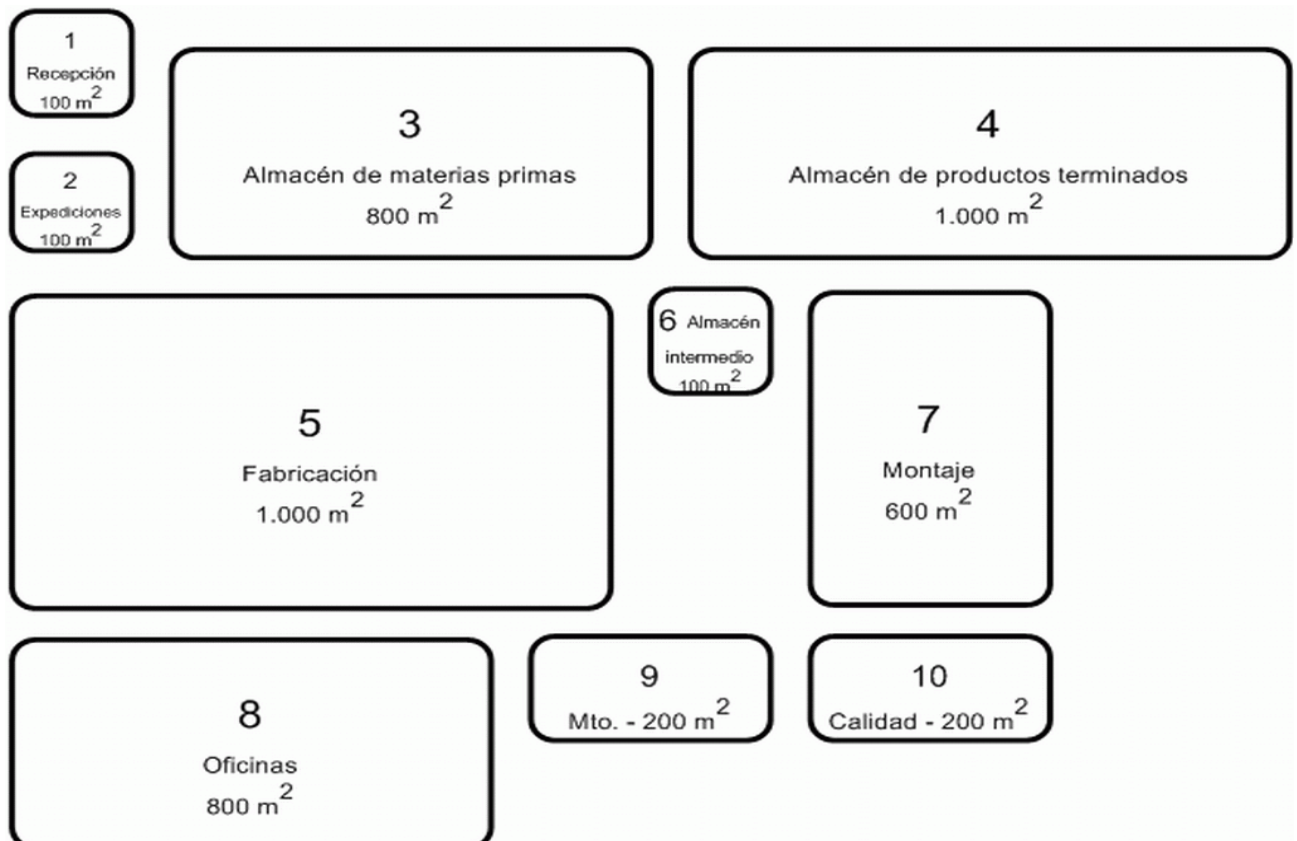 1
Recepción
100 m²
2
Expediciones
100 m²
3
Almacén de materias primas
800 m²
4
Almacén de productos terminados
1.000 m²
5
Fabricación
1.000 m²
6 Almacén
intermedio
100 m²
7
Montaje
600 m²
8
Oficinas
800 m²
9
Mto. - 200 m²
10
Calidad - 200 m²